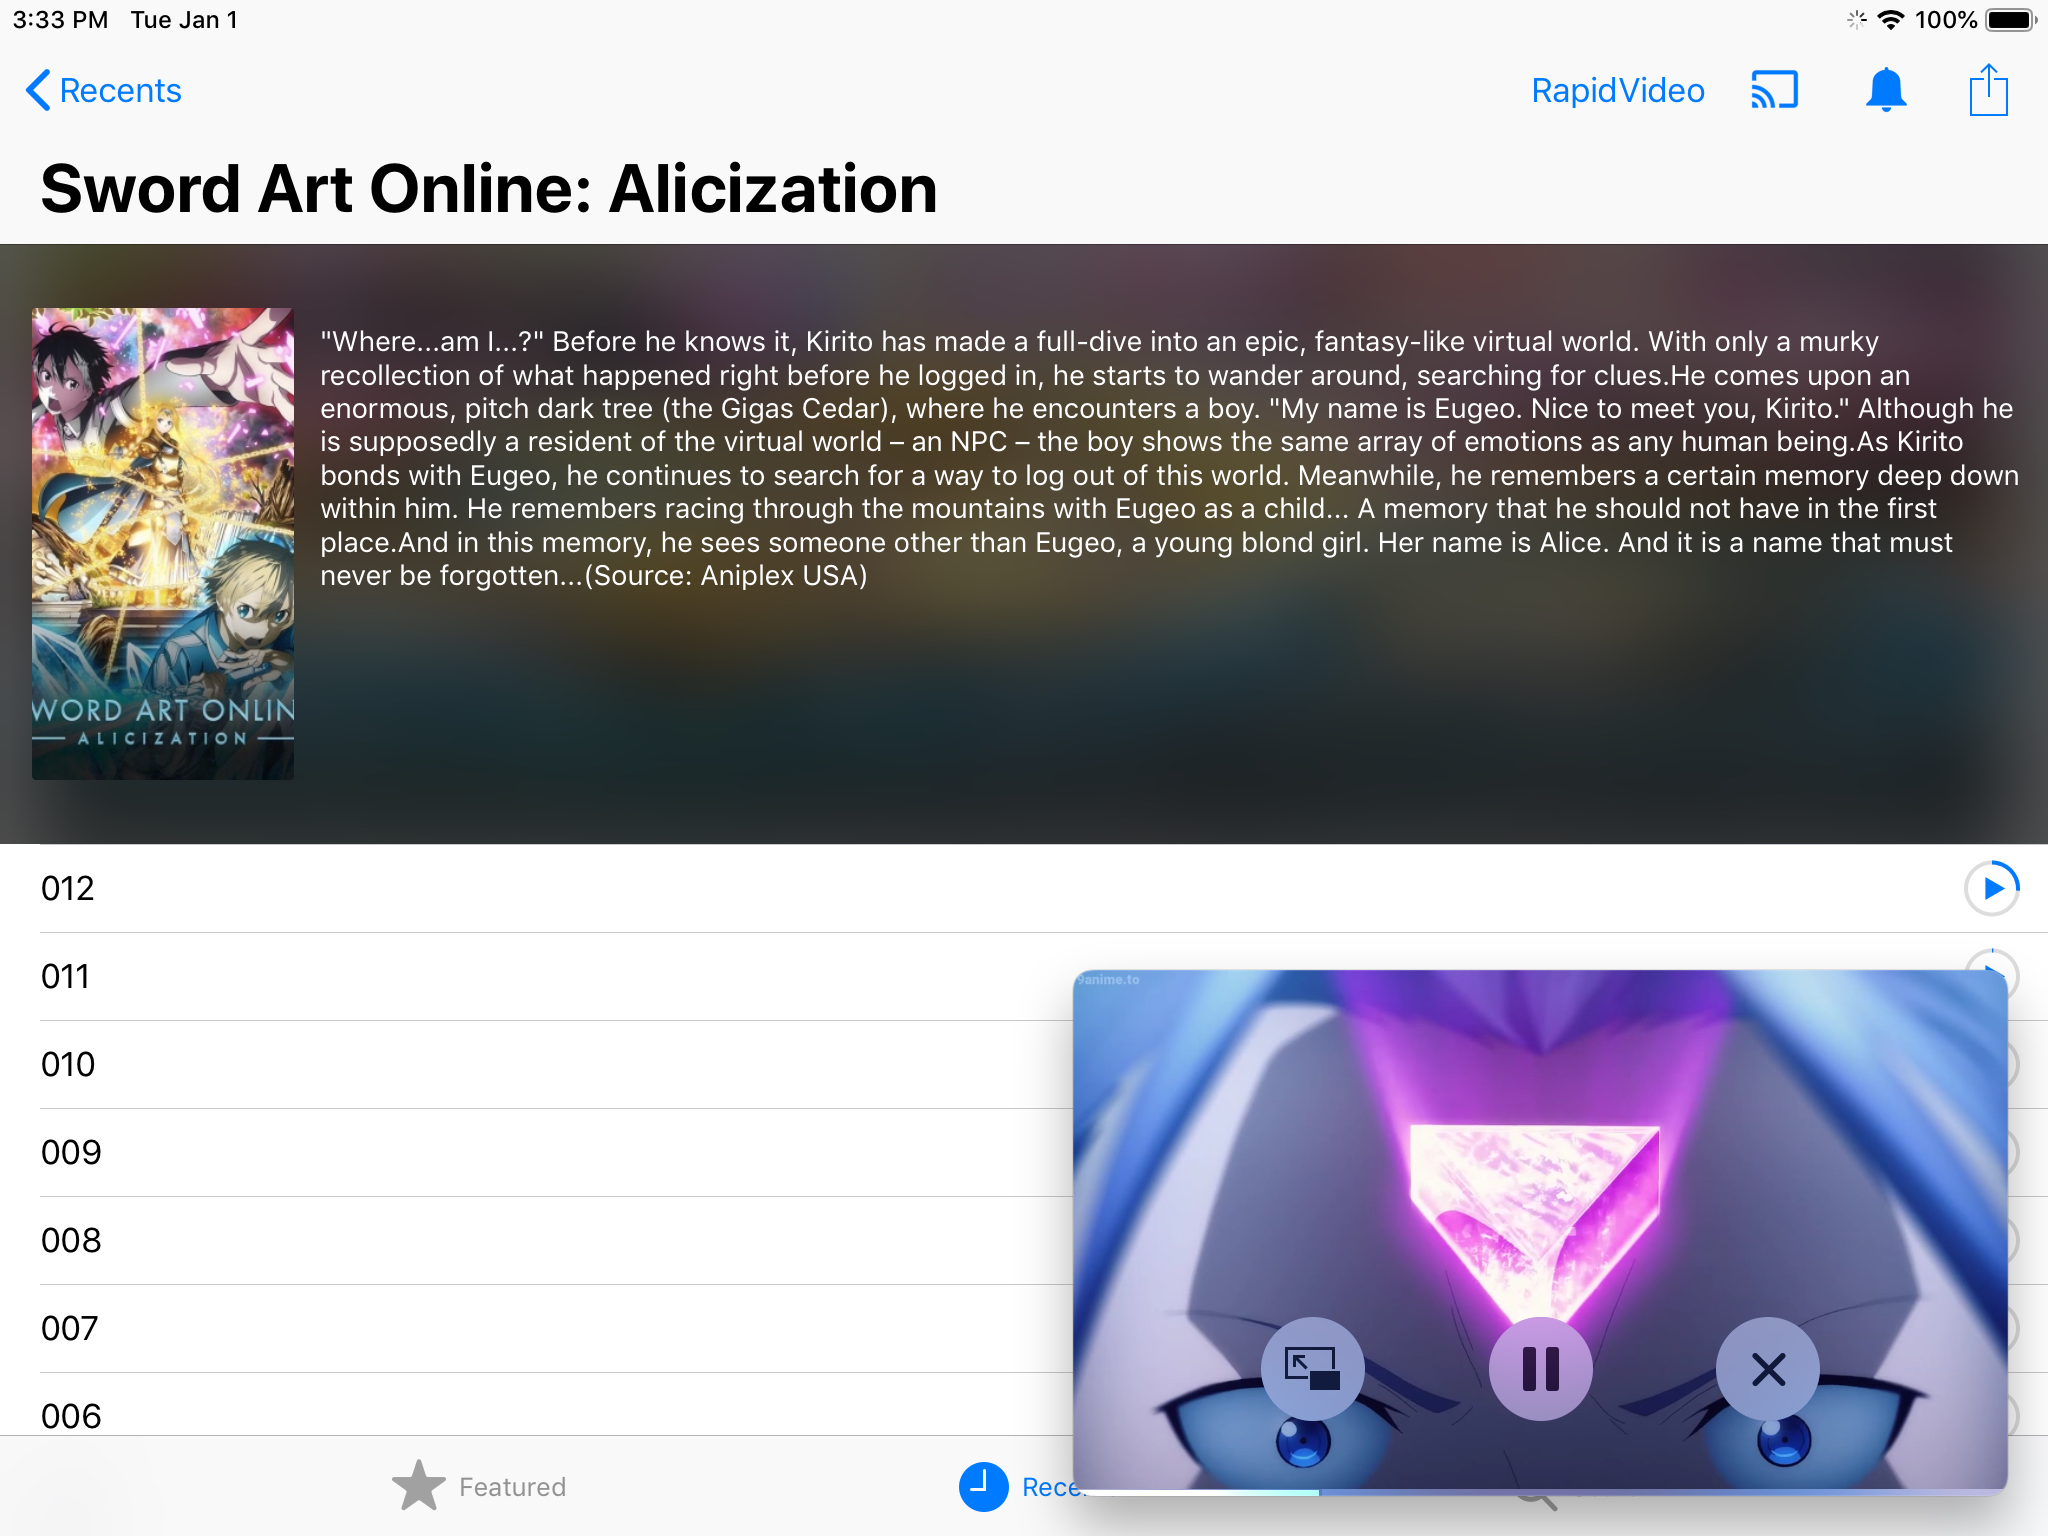 3:33 PM Tue Jan 1
100%
Recents
RapidVideo
Sword Art Online: Alicization
"Where...am I...?" Before he knows it, Kirito has made a full-dive into an epic, fantasy-like virtual world. With only a murky
recollection of what happened right before he logged in, he starts to wander around, searching for clues.He comes upon an
enormous, pitch dark tree (the Gigas Cedar), where he encounters a boy. "My name is Eugeo. Nice to meet you, Kirito." Although he
is supposedly a resident of the virtual world – an NPC – the boy shows the same array of emotions as any human being.As Kirito
bonds with Eugeo, he continues to search for a way to log out of this world. Meanwhile, he remembers a certain memory deep down
within him. He remembers racing through the mountains with Eugeo as a child... A memory that he should not have in the first
place.And in this memory, he sees someone other than Eugeo, a young blond girl. Her name is Alice. And it is a name that must
never be forgotten...(Source: Aniplex USA)
WORD ART ONLIN
ALICIZATION
012
011
010
009
008
007
006
9anime.to
Featured
Rece